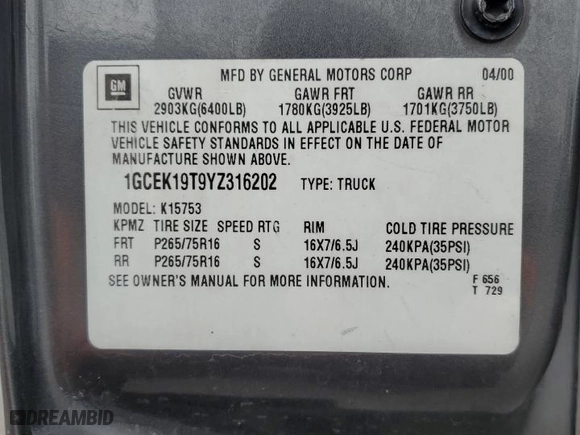 MFD BY GENERAL MOTORS CORP 04/00
GM
GVWR GAWR FRT GAWR RR
2903KG(6400LB) 1780KG(3925LB) 1701KG(3750LB)
THIS VEHICLE CONFORMS TO ALL APPLICABLE U.S. FEDERAL MOTOR
VEHICLE SAFETY STANDARDS IN EFFECT ON THE DATE OF
MANUFACTURE SHOWN ABOVE.
1GCEK19T9YZ316202 TYPE: TRUCK
MODEL: K15753
KPMZ TIRE SIZE SPEED RTG RIM COLD TIRE PRESSURE
FRT P265/75R16 S 16X7/6.5J 240KPA(35PSI)
RR P265/75R16 S 16X7/6.5J 240KPA(35PSI)
SEE OWNER'S MANUAL FOR MORE INFORMATION. F 656
T 729
DREAMBID